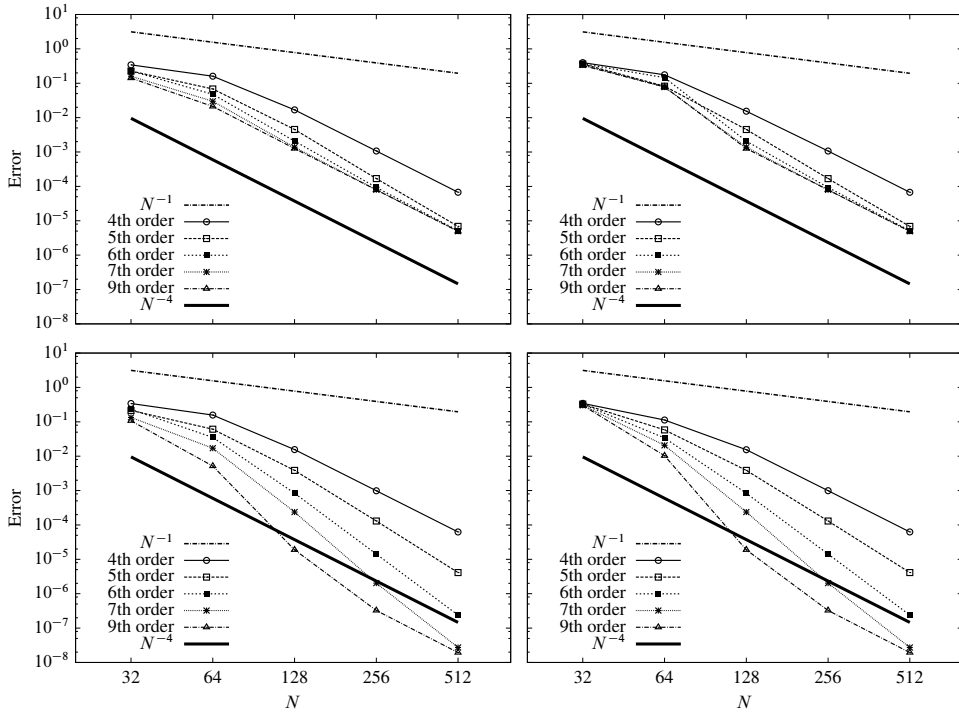 10^1
10^0
10^{-1}
10^{-2}
10^{-3}
10^{-4}
10^{-5}
10^{-6}
10^{-7}
10^{-8}
Error
N^{-1}
4th order
5th order
6th order
7th order
9th order
N^{-4}
N^{-1}
4th order
5th order
6th order
7th order
9th order
N^{-4}
10^1
10^0
10^{-1}
10^{-2}
10^{-3}
10^{-4}
10^{-5}
10^{-6}
10^{-7}
10^{-8}
Error
N^{-1}
4th order
5th order
6th order
7th order
9th order
N^{-4}
32 64 128 256 512
N
N^{-1}
4th order
5th order
6th order
7th order
9th order
N^{-4}
32 64 128 256 512
N